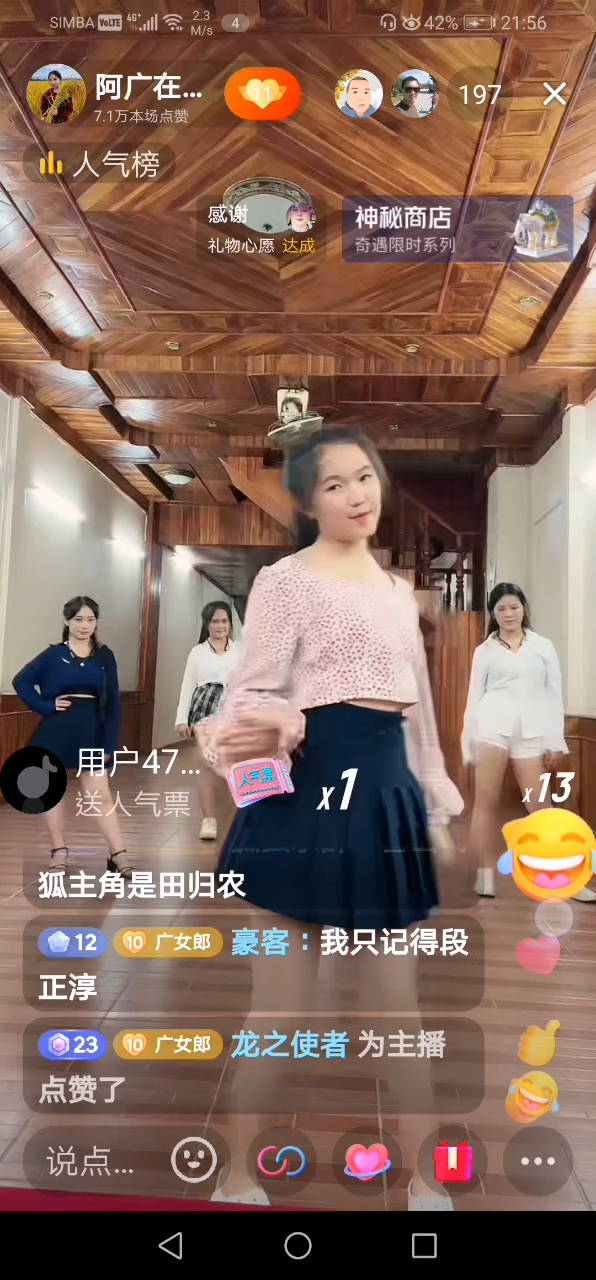 SIMBA VoLTE 4G+ 2.3 M/s 4 42% 21:56
阿广在... 11 197
7.1万本场点赞
人气榜
感谢 神秘商店
礼物心愿 达成 奇遇限时系列
用户47...
送人气票 人气票 x1 x13
狐主角是田归农
12 10 广女郎 豪客：我只记得段
正淳
23 10 广女郎 龙之使者 为主播
点赞了
说点...